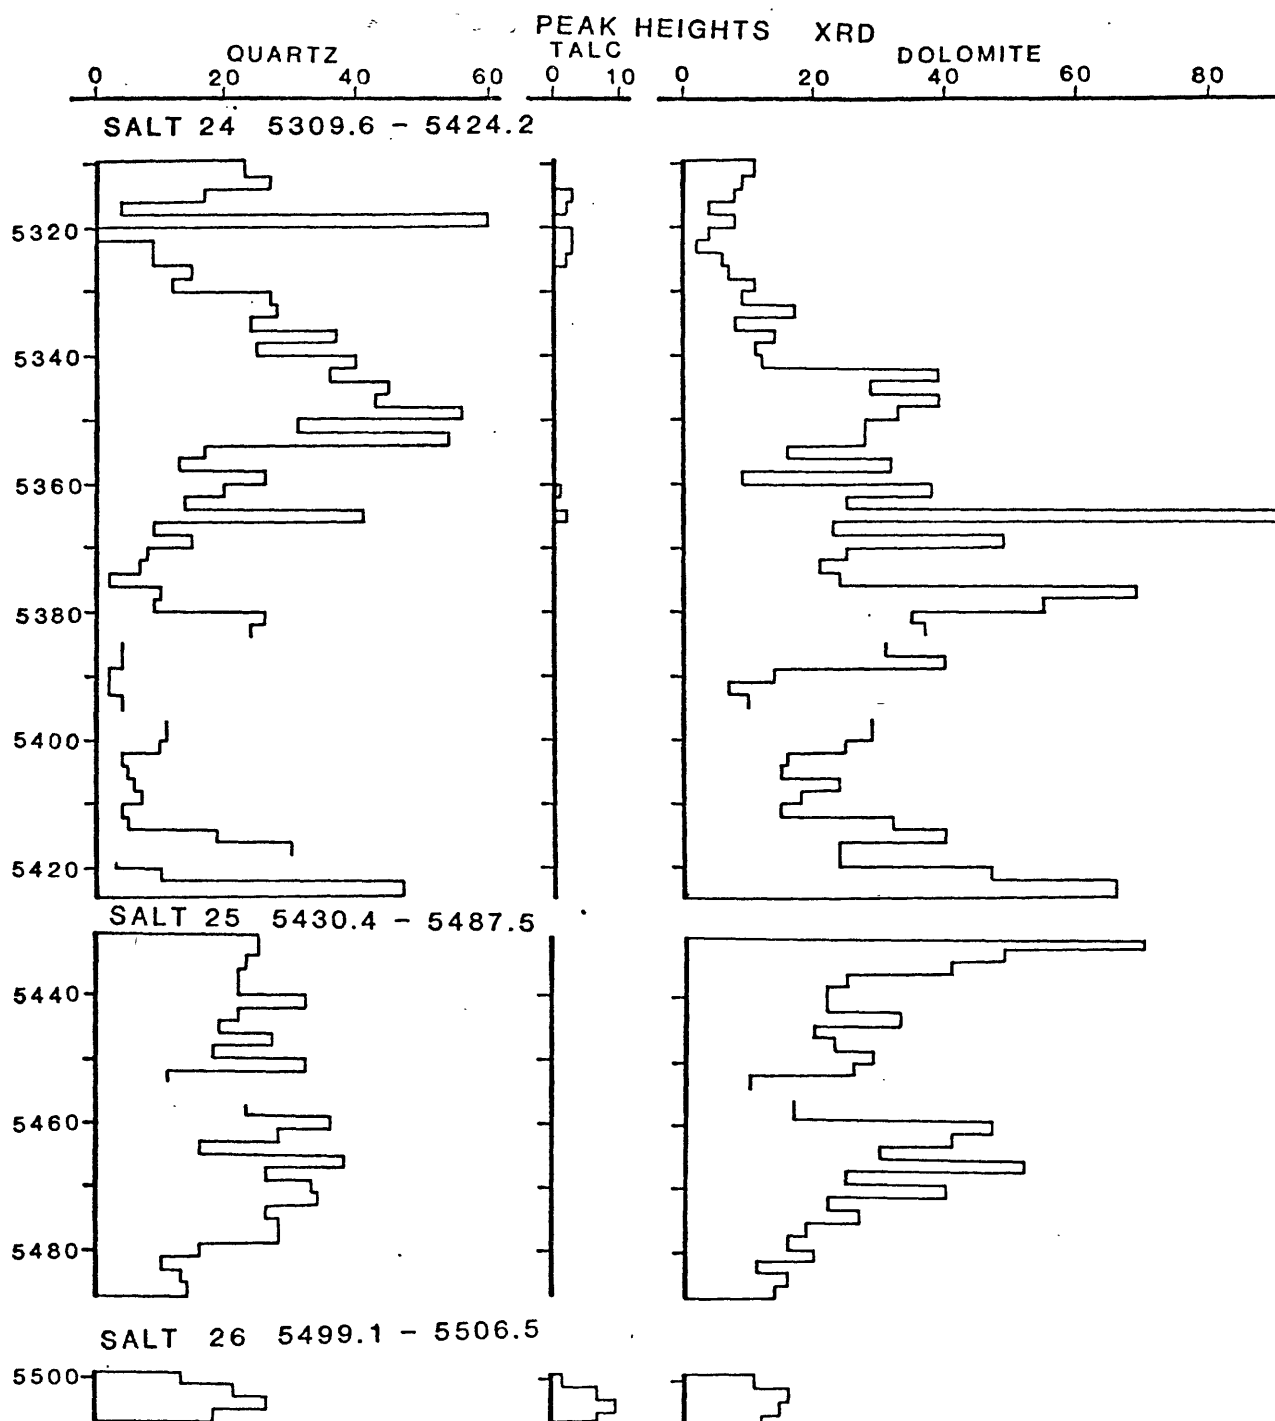 PEAK HEIGHTS XRD
QUARTZ TALC DOLOMITE
0 20 40 60 0 10 0 20 40 60 80
SALT 24 5309.6 - 5424.2
5320
5340
5360
5380
5400
5420
SALT 25 5430.4 - 5487.5
5440
5460
5480
SALT 26 5499.1 - 5506.5
5500